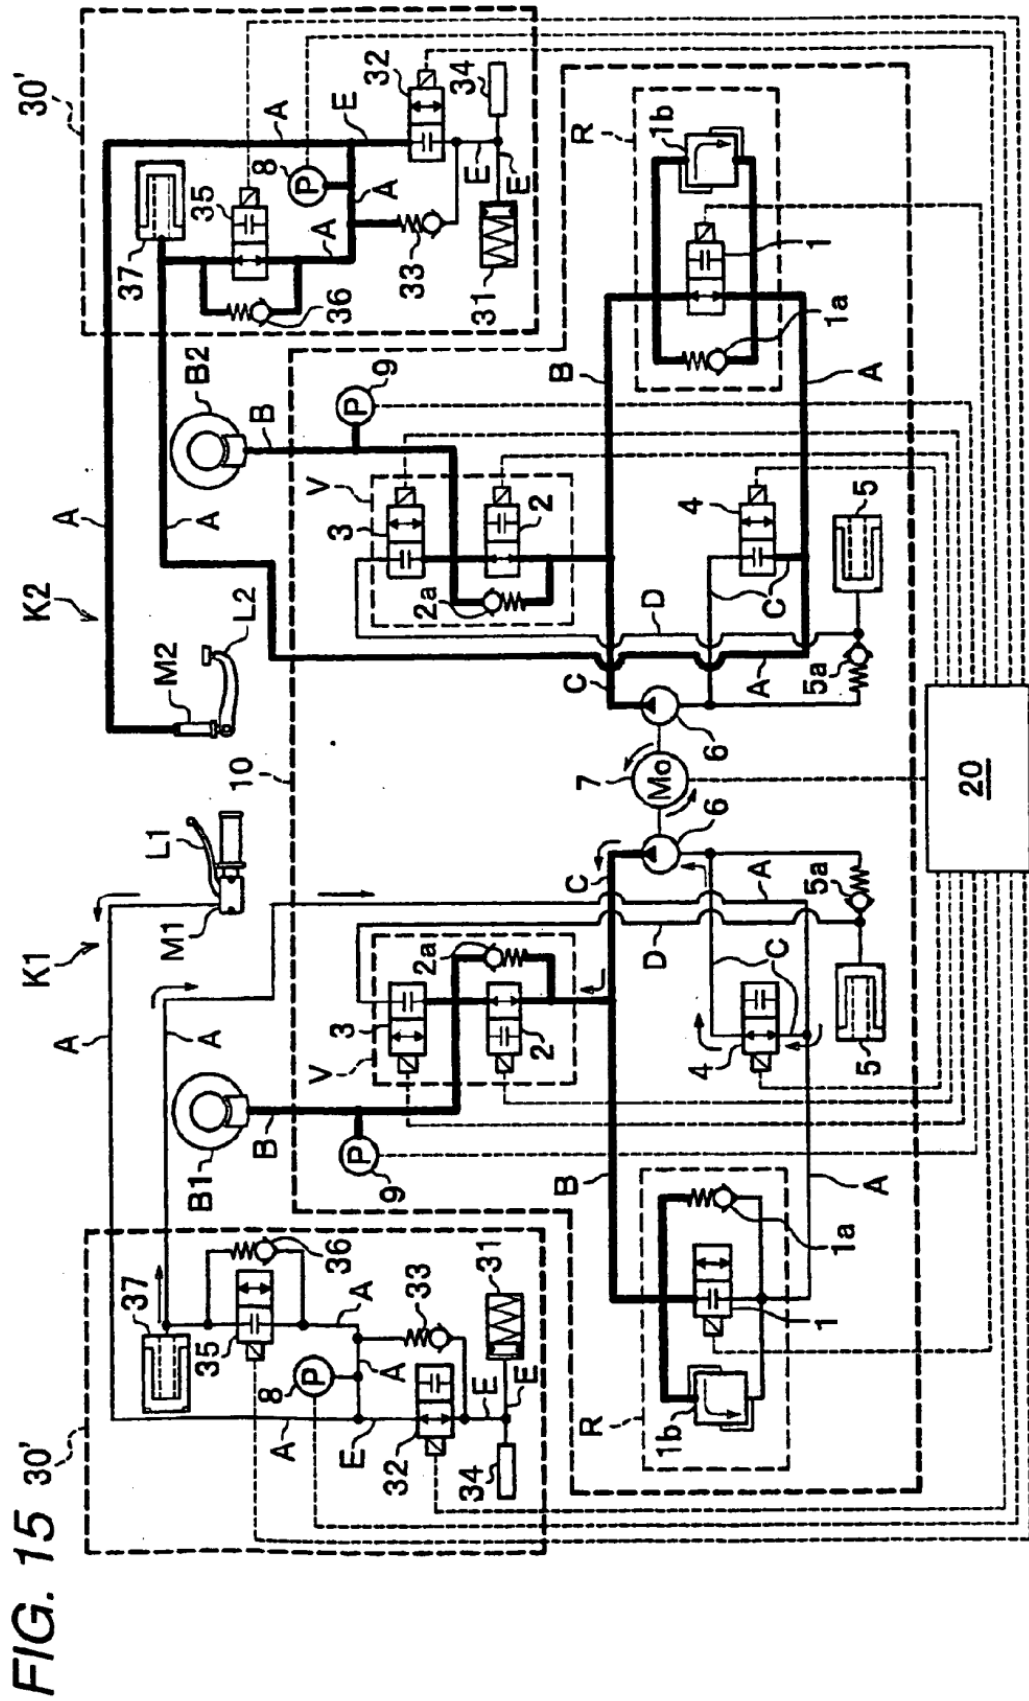 FIG. 15
30' K1 K2 30'
A A
37 L1 M2 37
M1
B1 A A B2
35 35
L2
10
B B
A 8 36 36 8 A
V V
E A A A A E
3 3
9 9
32 33 33 32
2a 2a
E E
34 31 31 34
E E
2 2
B C C B
7 Mo
R R
D D
1b 6 6 1b
4 4
C C
A A
1 1
1a 5a 5a 1a
A A
5 5
20
P P P P